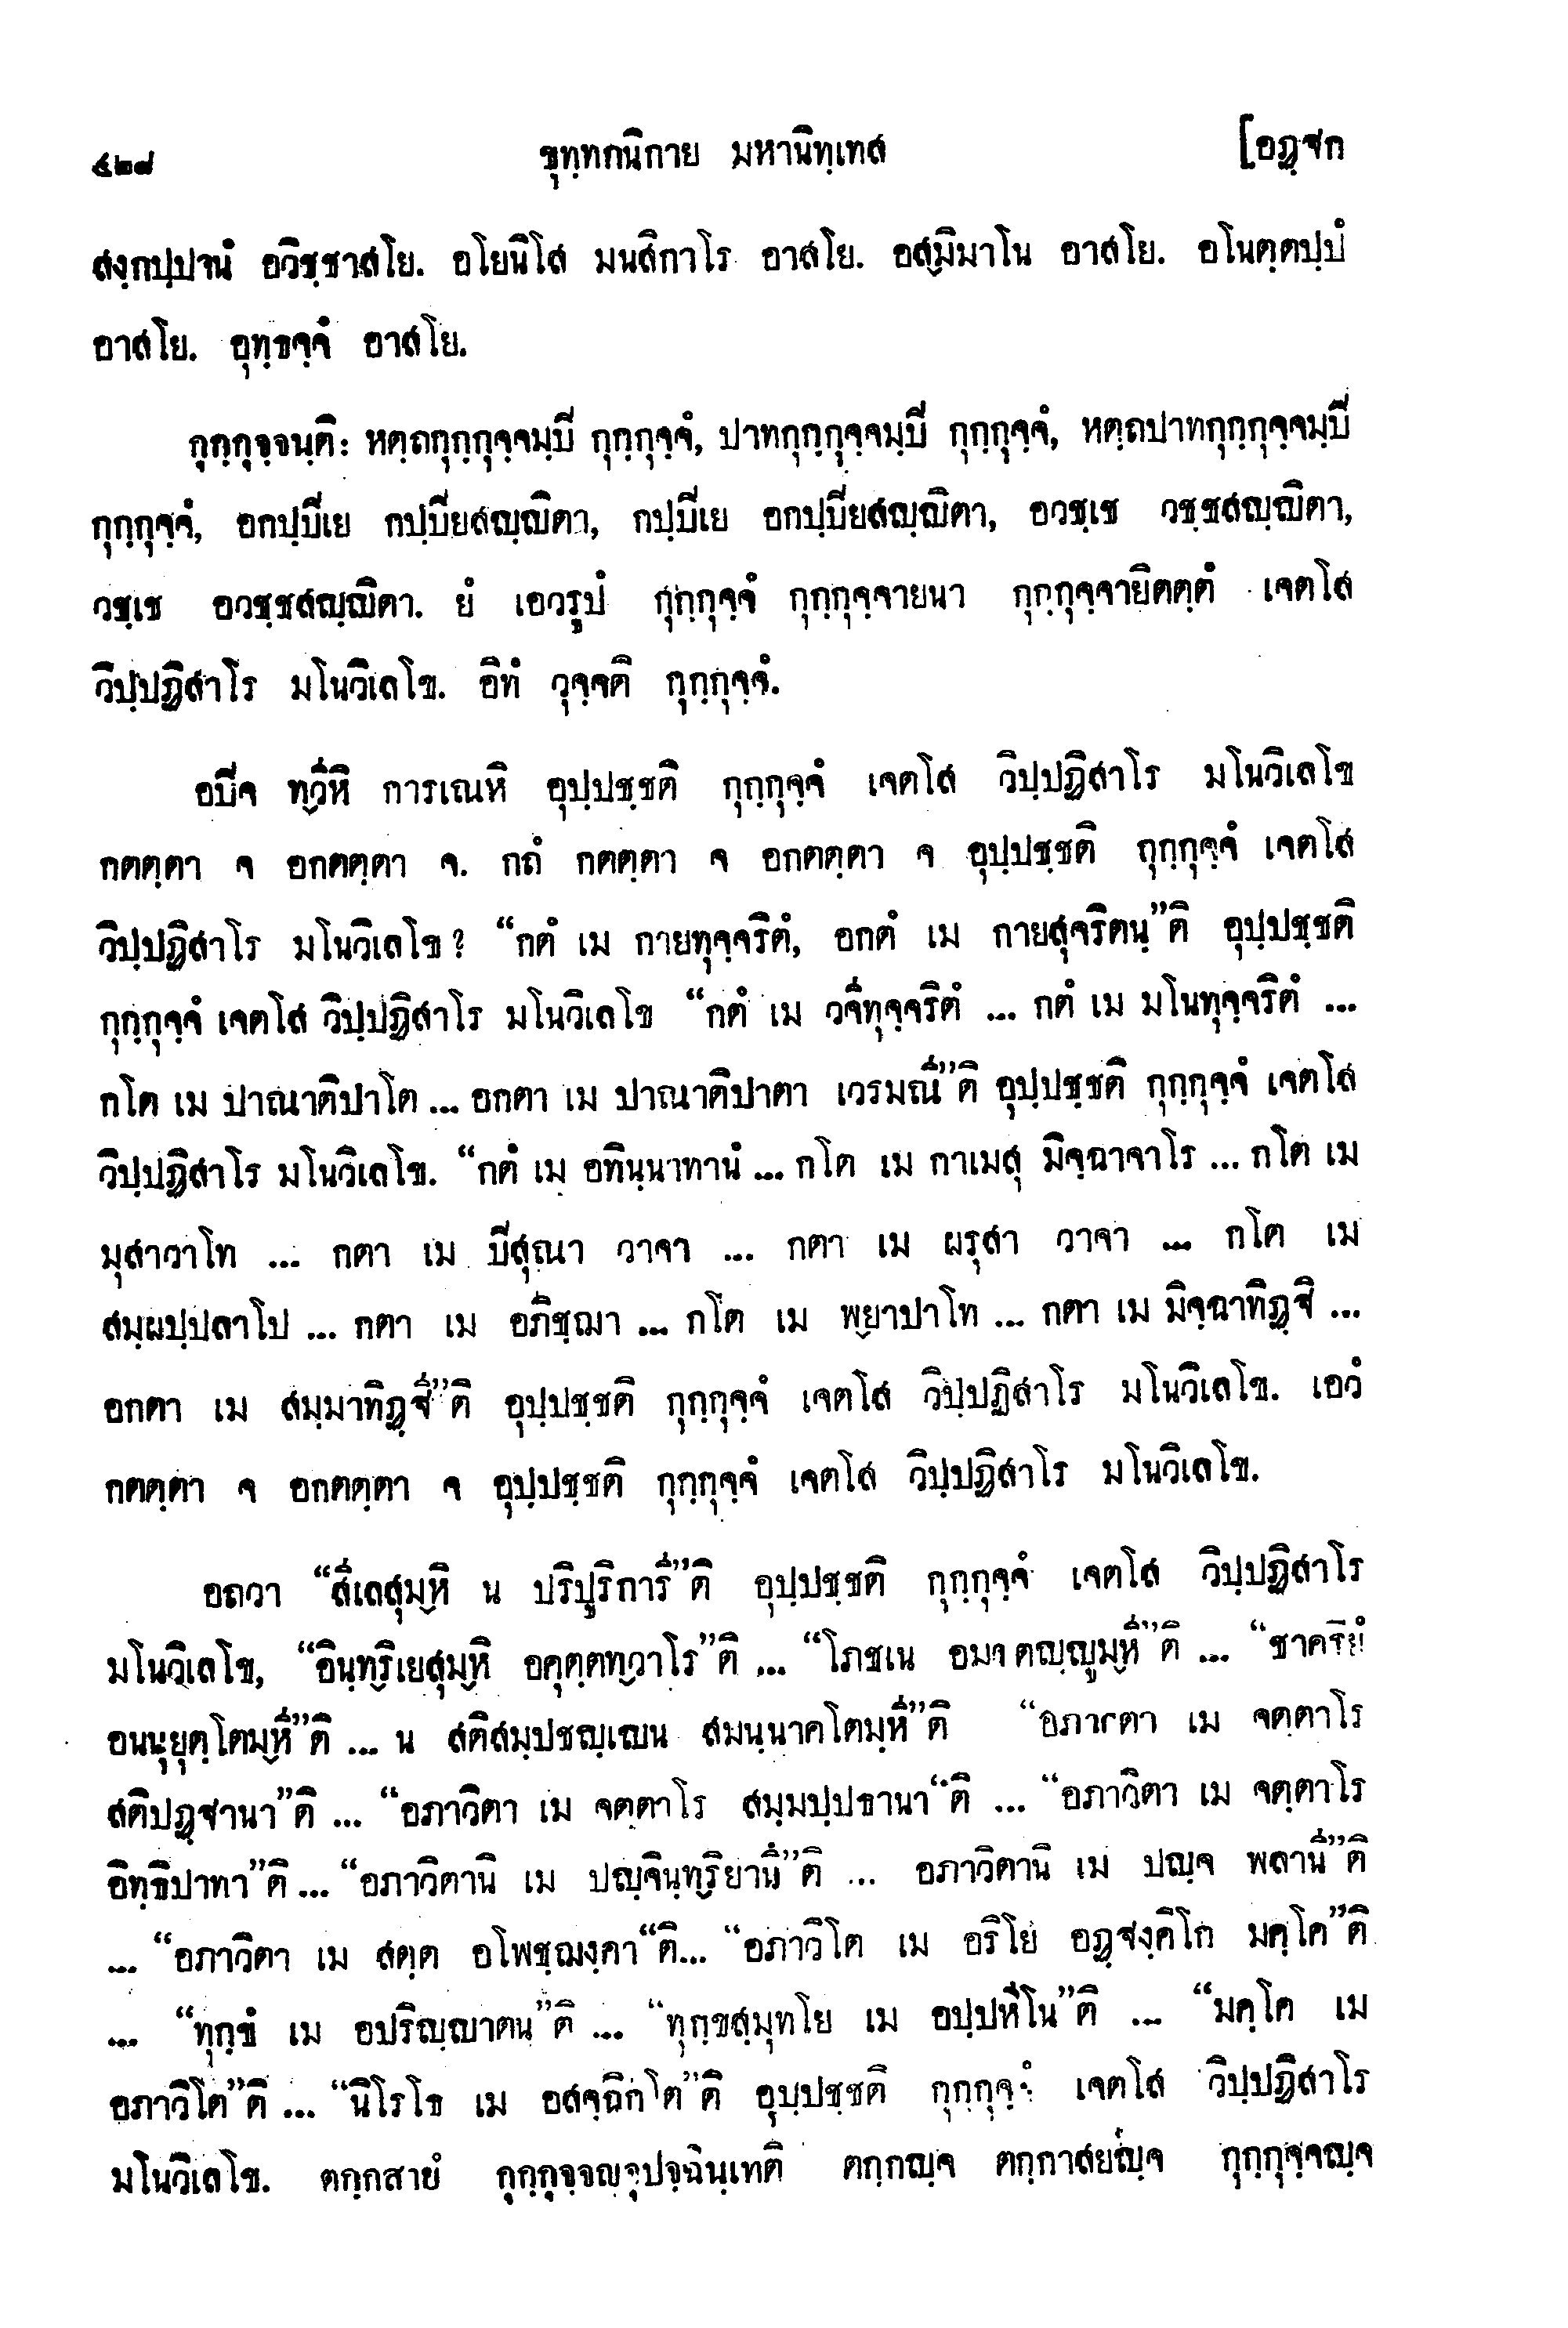 ๕๒๘ ขุทฺทกนิกาย มหานิทฺเทส [อฏฺฐก
สงฺกปฺปานํ อวิชฺชาสโย. อโยนิโส มนสิกาโร อาสโย. อสฺมิมาโน อาสโย. อโนตฺตปฺปํ
อาสโย. อุทฺธจฺจํ อาสโย.
กุกฺกุจฺจนฺติ: หตฺถกุกฺกุจฺจมฺปิ กุกฺกุจฺจํ, ปาทกุกฺกุจฺจมฺปิ กุกฺกุจฺจํ, หตฺถปาทกุกฺกุจฺจมฺปิ
กุกฺกุจฺจํ, อกปฺปิเย กปฺปิยสญฺญิตา, กปฺปิเย อกปฺปิยสญฺญิตา, อวชฺเช วชฺชสญฺญิตา,
วชฺเช อวชฺชสญฺญิตา. ยํ เอวรูปํ กุกฺกุจฺจํ กุกฺกุจฺจายนา กุกฺกุจฺจายิตตฺตํ เจตโส
วิปฺปฏิสาโร มโนวิเลโข. อิทํ วุจฺจติ กุกฺกุจฺจํ.
อปิจ ทฺวีหิ การเณหิ อุปฺปชฺชติ กุกฺกุจฺจํ เจตโส วิปฺปฏิสาโร มโนวิเลโข
กตตฺตา จ อกตตฺตา จ. กถํ กตตฺตา จ อกตตฺตา จ อุปฺปชฺชติ กุกฺกุจฺจํ เจตโส
วิปฺปฏิสาโร มโนวิเลโข? “กตํ เม กายทุจฺจริตํ, อกตํ เม กายสุจริตนฺ”ติ อุปฺปชฺชติ
กุกฺกุจฺจํ เจตโส วิปฺปฏิสาโร มโนวิเลโข “กตํ เม วจีทุจฺจริตํ ... กตํ เม มโนทุจฺจริตํ ...
กโต เม ปาณาติปาโต ... อกตา เม ปาณาติปาตา เวรมณี”ติ อุปฺปชฺชติ กุกฺกุจฺจํ เจตโส
วิปฺปฏิสาโร มโนวิเลโข. “กตํ เม อทินฺนาทานํ ... กโต เม กาเมสุ มิจฺฉาจาโร ... กโต เม
มุสาวาโท ... กตา เม ปิสุณา วาจา ... กตา เม ผรุสา วาจา ... กโต เม
สมฺผปฺปลาโป ... กตา เม อภิชฺฌา ... กโต เม พฺยาปาโท ... กตา เม มิจฺฉาทิฏฺฐิ ...
อกตา เม สมฺมาทิฏฺฐี”ติ อุปฺปชฺชติ กุกฺกุจฺจํ เจตโส วิปฺปฏิสาโร มโนวิเลโข. เอวํ
กตตฺตา จ อกตตฺตา จ อุปฺปชฺชติ กุกฺกุจฺจํ เจตโส วิปฺปฏิสาโร มโนวิเลโข.
อถวา “สีเลสุมฺหิ น ปริปูริการี”ติ อุปฺปชฺชติ กุกฺกุจฺจํ เจตโส วิปฺปฏิสาโร
มโนวิเลโข, “อินฺทฺริเยสุมฺหิ อคุตฺตทฺวาโร”ติ ... “โภชเน อมาตญฺญูมฺหี”ติ ... “ชาคริยํ
อนนุยุตฺโตมฺหี”ติ ... น สติสมฺปชญฺเญน สมนฺนาคโตมฺหี”ติ “อภาวิตา เม จตฺตาโร
สติปฏฺฐานา”ติ ... “อภาวิตา เม จตฺตาโร สมฺมปฺปธานา“ติ ... “อภาวิตา เม จตฺตาโร
อิทฺธิปาทา”ติ ... “อภาวิตานิ เม ปญฺจินฺทฺริยานี”ติ ... อภาวิตานิ เม ปญฺจ พลานี”ติ
... “อภาวิตา เม สตฺต อโพชฺฌงฺคา“ติ... “อภาวิโต เม อริโย อฏฺฐงฺคิโก มคฺโค”ติ
... “ทุกฺขํ เม อปริญฺญาตนฺ”ติ ... “ทุกฺขสฺมุทโย เม อปฺปหีโน”ติ ... “มคฺโค เม
อภาวิโต”ติ ... “นิโรโธ เม อสจฺฉิกโต”ติ อุปฺปชฺชติ กุกฺกุจฺจํ เจตโส วิปฺปฏิสาโร
มโนวิเลโข. ตกฺกสายํ กุกฺกุจฺจญฺจุปจฺฉินฺเทติ ตกฺกญฺจ ตกฺกาสยญฺจ กุกฺกุจฺจญฺจ